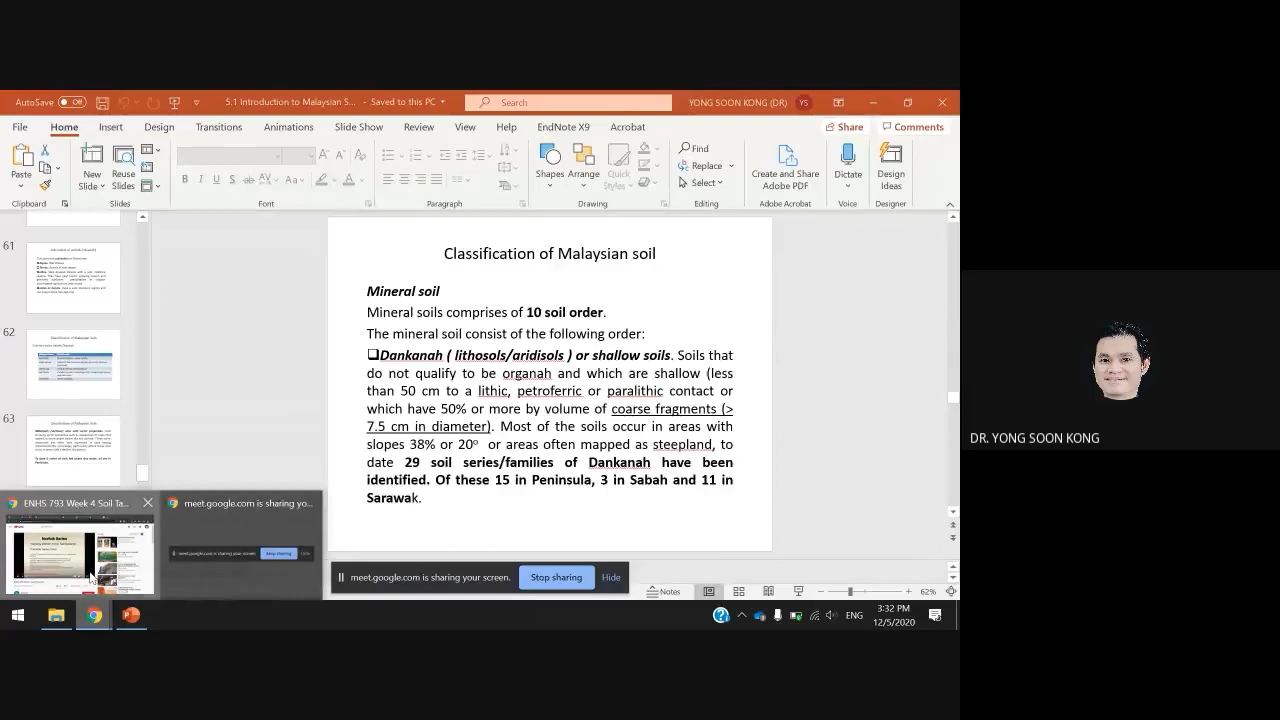 AutoSave Off 5.1 Introduction to Malaysian S... - Saved to this PC Search YONG SOON KONG (DR) YS
File Home Insert Design Transitions Animations Slide Show Review View Help EndNote X9 Acrobat Share Comments
Paste New Slide Reuse Slides Shapes Arrange Quick Styles Find Replace Select Create and Share Adobe PDF Dictate Design Ideas
Clipboard Slides Font Paragraph Drawing Editing Adobe Acrobat Voice Designer
61
62
63
Classification of Malaysian soil
Mineral soil
Mineral soils comprises of 10 soil order.
The mineral soil consist of the following order:
❑Dankanah ( lithosols/aridisols ) or shallow soils. Soils that
do not qualify to be organah and which are shallow (less
than 50 cm to a lithic, petroferric or paralithic contact or
which have 50% or more by volume of coarse fragments (>
7.5 cm in diameter). Most of the soils occur in areas with
slopes 38% or 20° or areas often mapped as steepland, to
date 29 soil series/families of Dankanah have been
identified. Of these 15 in Peninsula, 3 in Sabah and 11 in
Sarawak.
DR. YONG SOON KONG
ENHS 793 Week 4 Soil Ta... meet.google.com is sharing yo...
meet.google.com is sharing your screen. Stop sharing Hide
Notes 62%
ENG 3:32 PM
12/5/2020